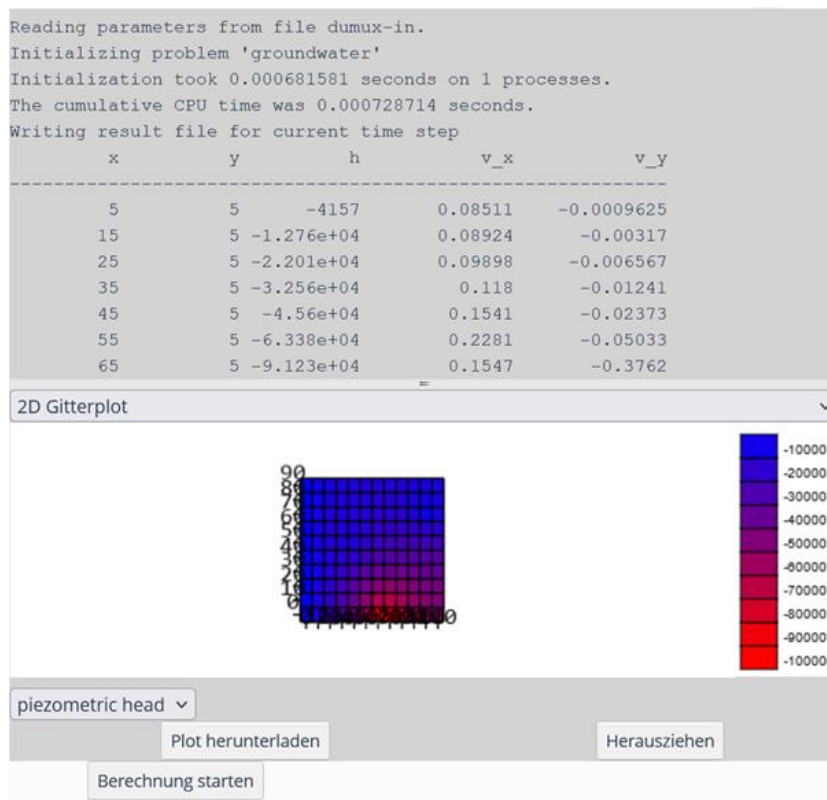 Reading parameters from file dumux-in.
Initializing problem 'groundwater'
Initialization took 0.000681581 seconds on 1 processes.
The cumulative CPU time was 0.000728714 seconds.
Writing result file for current time step
x y h v_x v_y
-----------------------------------------------------------
5 5 -4157 0.08511 -0.0009625
15 5 -1.276e+04 0.08924 -0.00317
25 5 -2.201e+04 0.09898 -0.006567
35 5 -3.256e+04 0.118 -0.01241
45 5 -4.56e+04 0.1541 -0.02373
55 5 -6.338e+04 0.2281 -0.05033
65 5 -9.123e+04 0.1547 -0.3762
2D Gitterplot
90
-10000
-20000
-30000
-40000
-50000
-60000
-70000
-80000
-90000
-10000
piezometric head
Plot herunterladen Herausziehen
Berechnung starten